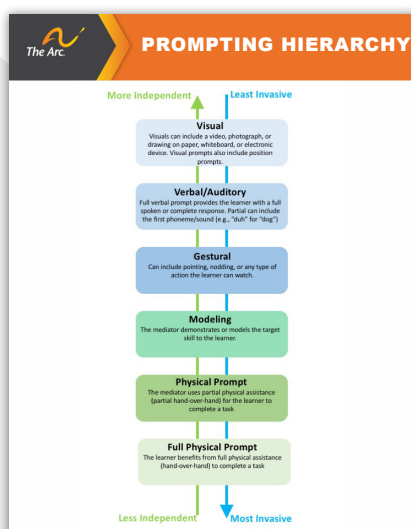 The Arc.
PROMPTING HIERARCHY
More Independent
Least Invasive
Visual
Visuals can include a video, photograph, or
drawing on paper, whiteboard, or electronic
device. Visual prompts also include position
prompts.
Verbal/Auditory
Full verbal prompt provides the learner with a full
spoken or complete response. Partial can include
the first phoneme/sound (e.g., "duh" for "dog")
Gestural
Can include pointing, nodding, or any type of
action the learner can watch.
Modeling
The mediator demonstrates or models the target
skill to the learner.
Physical Prompt
The mediator uses partial physical assistance
(partial hand-over-hand) for the learner to
complete a task
Full Physical Prompt
The learner benefits from full physical assistance
(hand-over-hand) to complete a task
Less Independent
Most Invasive